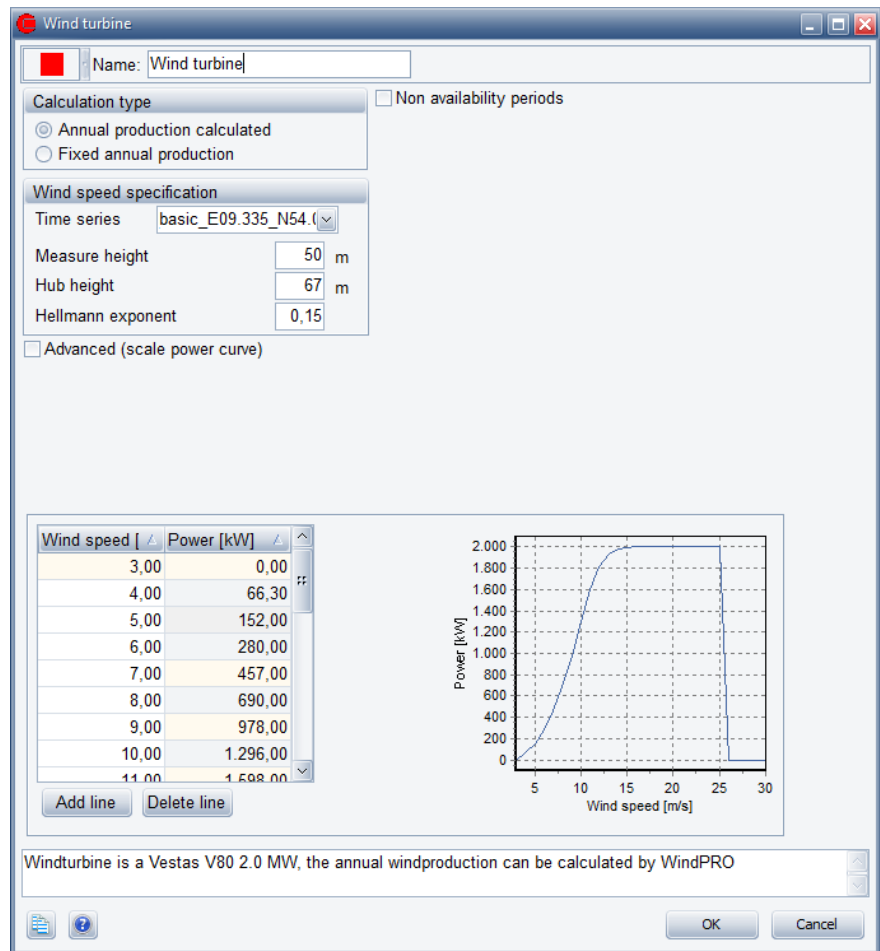 Wind turbine
Name: Wind turbine
Calculation type
Annual production calculated
Fixed annual production
Non availability periods
Wind speed specification
Time series basic_E09.335_N54.(
Measure height 50 m
Hub height 67 m
Hellmann exponent 0,15
Advanced (scale power curve)
Wind speed [ Power [kW]
3,00 0,00
4,00 66,30
5,00 152,00
6,00 280,00
7,00 457,00
8,00 690,00
9,00 978,00
10,00 1.296,00
11,00 1.598,00
Add line Delete line
Power [kW]
2.000
1.800
1.600
1.400
1.200
1.000
800
600
400
200
0
5 10 15 20 25 30
Wind speed [m/s]
Windturbine is a Vestas V80 2.0 MW, the annual windproduction can be calculated by WindPRO
OK Cancel